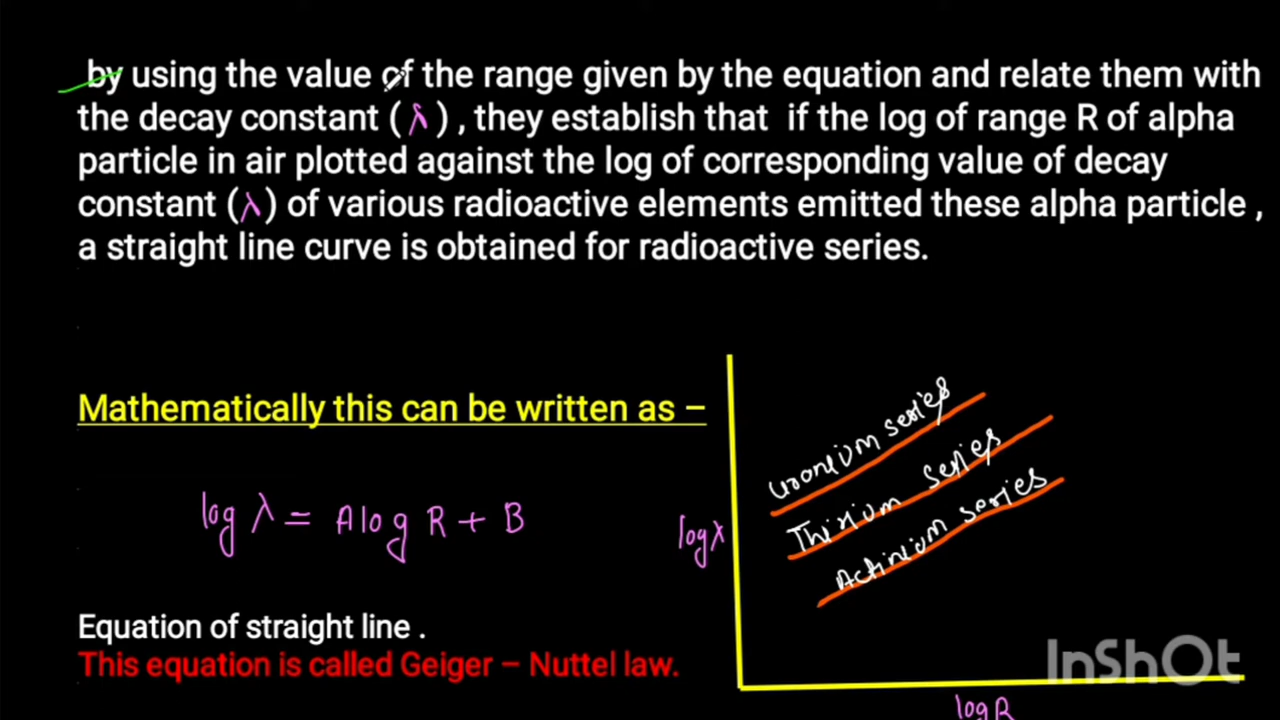 by using the value of the range given by the equation and relate them with
the decay constant (λ) , they establish that if the log of range R of alpha
particle in air plotted against the log of corresponding value of decay
constant (λ) of various radioactive elements emitted these alpha particle ,
a straight line curve is obtained for radioactive series.
Mathematically this can be written as –
log λ = A log R + B
Equation of straight line .
This equation is called Geiger – Nuttel law.
log λ
Uronium series
Thirium series
Actinium series
log R
InShOt